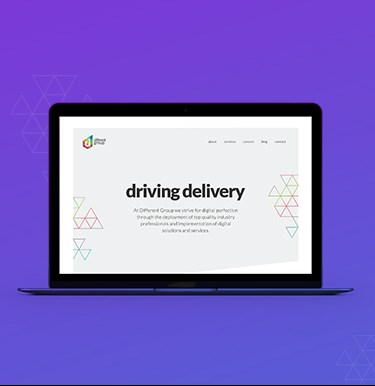 different
group
about services careers blog contact
driving delivery
At Different Group we strive for digital perfection
through the deployment of top quality industry
professionals and implementation of digital
solutions and services.